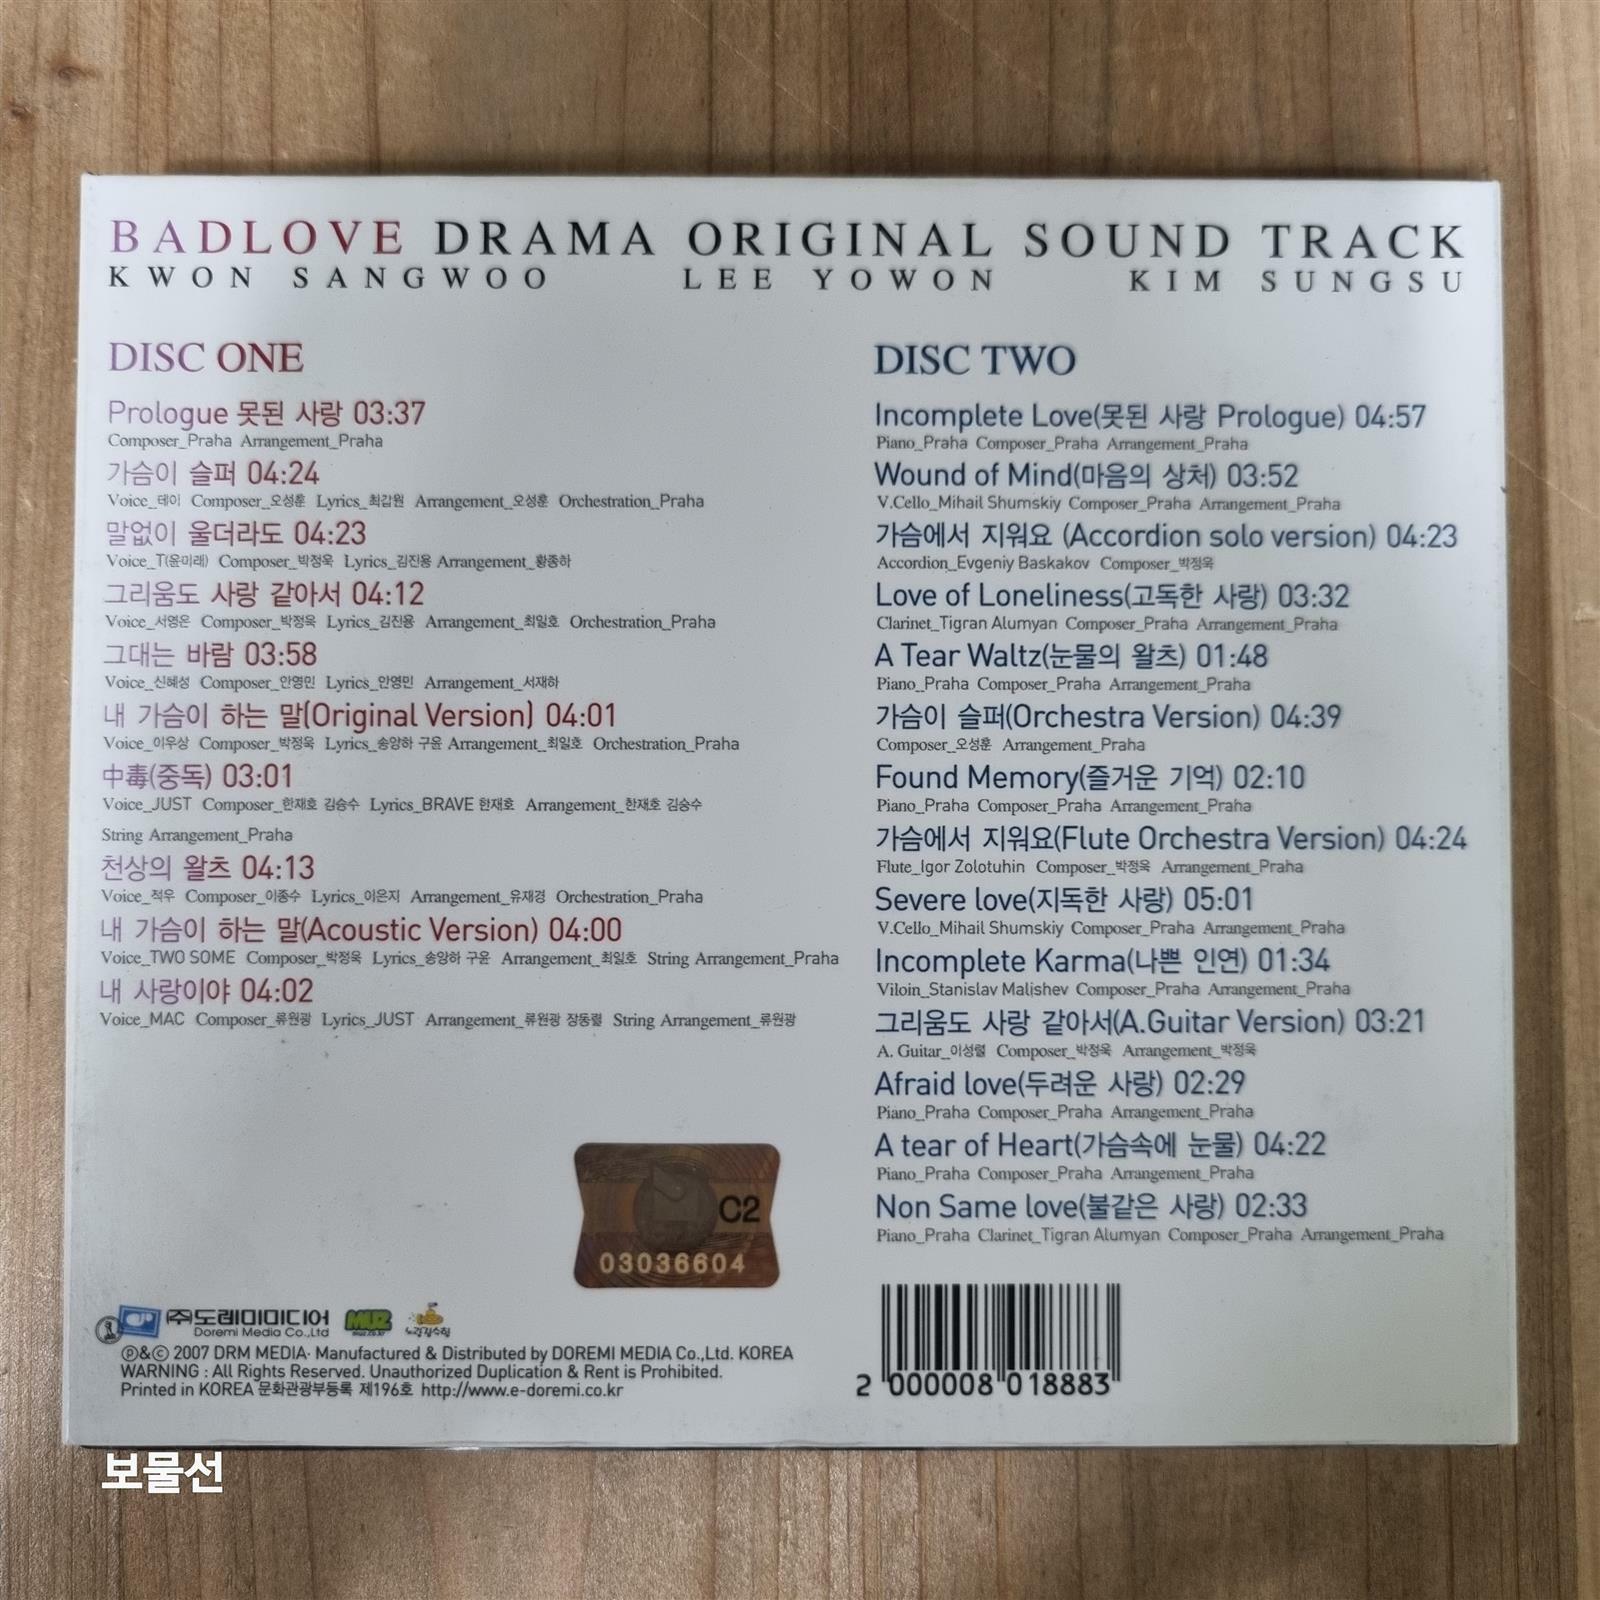 BADLOVE DRAMA ORIGINAL SOUND TRACK
KWON SANGWOO LEE YOWON KIM SUNGSU
DISC ONE
Prologue 못된 사랑 03:37
Composer_Praha Arrangement_Praha
가슴이 슬퍼 04:24
Voice_테이 Composer_오성훈 Lyrics_최갑원 Arrangement_오성훈 Orchestration_Praha
말없이 울더라도 04:23
Voice_T(윤미래) Composer_박정욱 Lyrics_김진용 Arrangement_황종하
그리움도 사랑 같아서 04:12
Voice_서영은 Composer_박정욱 Lyrics_김진용 Arrangement_최일호 Orchestration_Praha
그대는 바람 03:58
Voice_신혜성 Composer_안영민 Lyrics_안영민 Arrangement_서재하
내 가슴이 하는 말(Original Version) 04:01
Voice_이우상 Composer_박정욱 Lyrics_송양하 구윤 Arrangement_최일호 Orchestration_Praha
中毒(중독) 03:01
Voice_JUST Composer_한재호 김승수 Lyrics_BRAVE 한재호 Arrangement_한재호 김승수
String Arrangement_Praha
천상의 왈츠 04:13
Voice_적우 Composer_이종수 Lyrics_이은지 Arrangement_유재경 Orchestration_Praha
내 가슴이 하는 말(Acoustic Version) 04:00
Voice_TWO SOME Composer_박정욱 Lyrics_송양하 구윤 Arrangement_최일호 String Arrangement_Praha
내 사랑이야 04:02
Voice_MAC Composer_류원광 Lyrics_JUST Arrangement_류원광 장동렬 String Arrangement_류원광
DISC TWO
Incomplete Love(못된 사랑 Prologue) 04:57
Piano_Praha Composer_Praha Arrangement_Praha
Wound of Mind(마음의 상처) 03:52
V.Cello_Mihail Shumskiy Composer_Praha Arrangement_Praha
가슴에서 지워요 (Accordion solo version) 04:23
Accordion_Evgeniy Baskakov Composer_박정욱
Love of Loneliness(고독한 사랑) 03:32
Clarinet_Tigran Alumyan Composer_Praha Arrangement_Praha
A Tear Waltz(눈물의 왈츠) 01:48
Piano_Praha Composer_Praha Arrangement_Praha
가슴이 슬퍼(Orchestra Version) 04:39
Composer_오성훈 Arrangement_Praha
Found Memory(즐거운 기억) 02:10
Piano_Praha Composer_Praha Arrangement_Praha
가슴에서 지워요(Flute Orchestra Version) 04:24
Flute_Igor Zolotuhin Composer_박정욱 Arrangement_Praha
Severe love(지독한 사랑) 05:01
V.Cello_Mihail Shumskiy Composer_Praha Arrangement_Praha
Incomplete Karma(나쁜 인연) 01:34
Viloin_Stanislav Malishev Composer_Praha Arrangement_Praha
그리움도 사랑 같아서(A.Guitar Version) 03:21
A. Guitar_이성렬 Composer_박정욱 Arrangement_박정욱
Afraid love(두려운 사랑) 02:29
Piano_Praha Composer_Praha Arrangement_Praha
A tear of Heart(가슴속에 눈물) 04:22
Piano_Praha Composer_Praha Arrangement_Praha
Non Same love(불같은 사랑) 02:33
Piano_Praha Clarinet_Tigran Alumyan Composer_Praha Arrangement_Praha
C2
03036604
(주)도레미미디어
Doremi Media Co.,Ltd
MUZ
muz.co.kr
노랑잠수함
ⓟ&ⓒ 2007 DRM MEDIA· Manufactured & Distributed by DOREMI MEDIA Co.,Ltd. KOREA
WARNING : All Rights Reserved. Unauthorized Duplication & Rent is Prohibited.
Printed in KOREA 문화관광부등록 제196호 http://www.e-doremi.co.kr
2 000008 018883
보물선